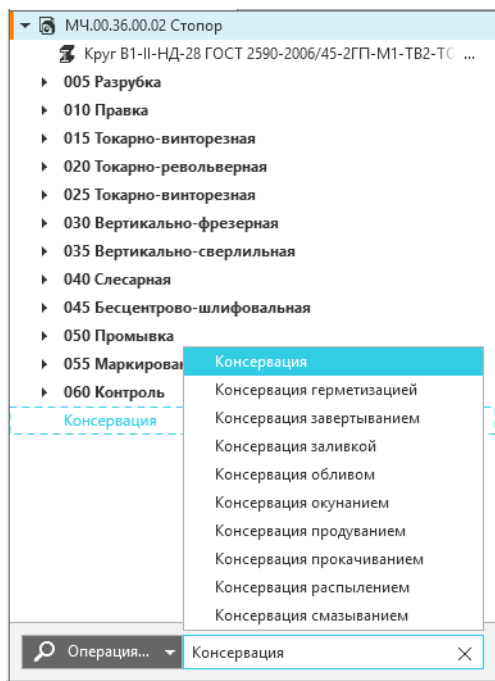 МЧ.00.36.00.02 Стопор
Круг В1-II-НД-28 ГОСТ 2590-2006/45-2ГП-М1-ТВ2-ТО ...
005 Разрубка
010 Правка
015 Токарно-винторезная
020 Токарно-револьверная
025 Токарно-винторезная
030 Вертикально-фрезерная
035 Вертикально-сверлильная
040 Слесарная
045 Бесцентрово-шлифовальная
050 Промывка
055 Маркирован
060 Контроль
Консервация
Консервация
Консервация герметизацией
Консервация завертыванием
Консервация заливкой
Консервация обливом
Консервация окунанием
Консервация продуванием
Консервация прокачиванием
Консервация распылением
Консервация смазыванием
Операция... Консервация